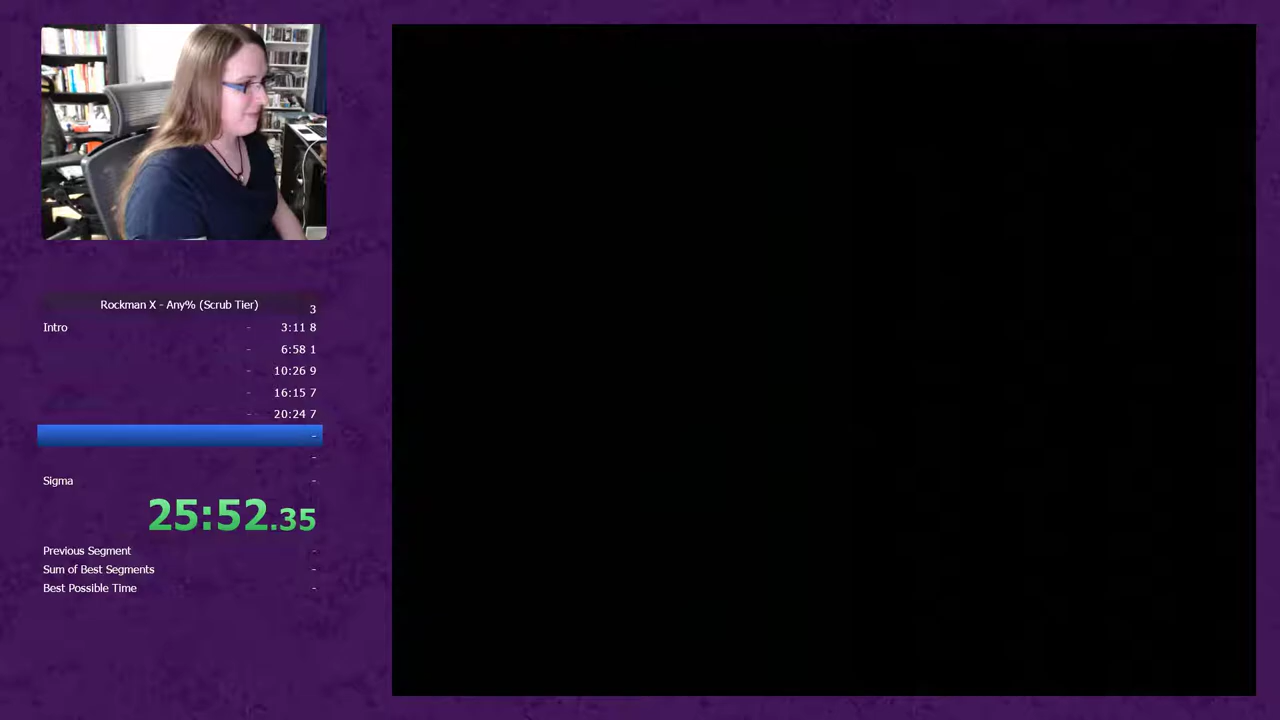 Rockman X - Any% (Scrub Tier)
3
Intro - 3:11 8
- 6:58 1
- 10:26 9
- 16:15 7
- 20:24 7
-
-
Sigma -
25:52.35
Previous Segment -
Sum of Best Segments -
Best Possible Time -